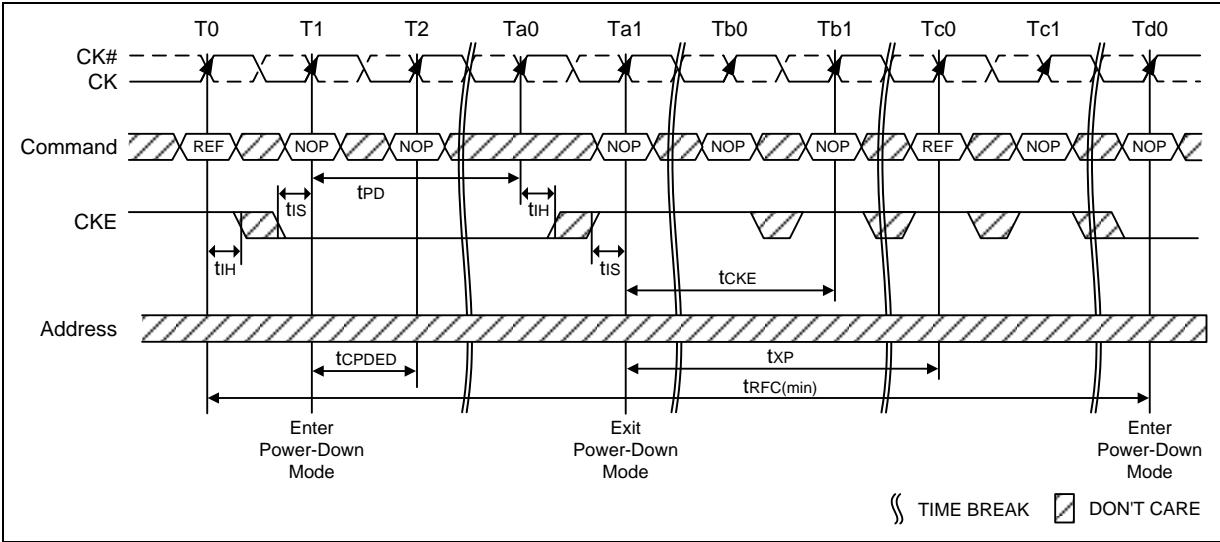 T0 T1 T2 Ta0 Ta1 Tb0 Tb1 Tc0 Tc1 Td0
CK#
CK
Command REF NOP NOP NOP NOP NOP REF NOP NOP
tIS tPD tIH
CKE
tIH tIS
tCKE
Address
tCPDED tXP
tRFC(min)
Enter
Power-Down
Mode
Exit
Power-Down
Mode
Enter
Power-Down
Mode
TIME BREAK DON'T CARE